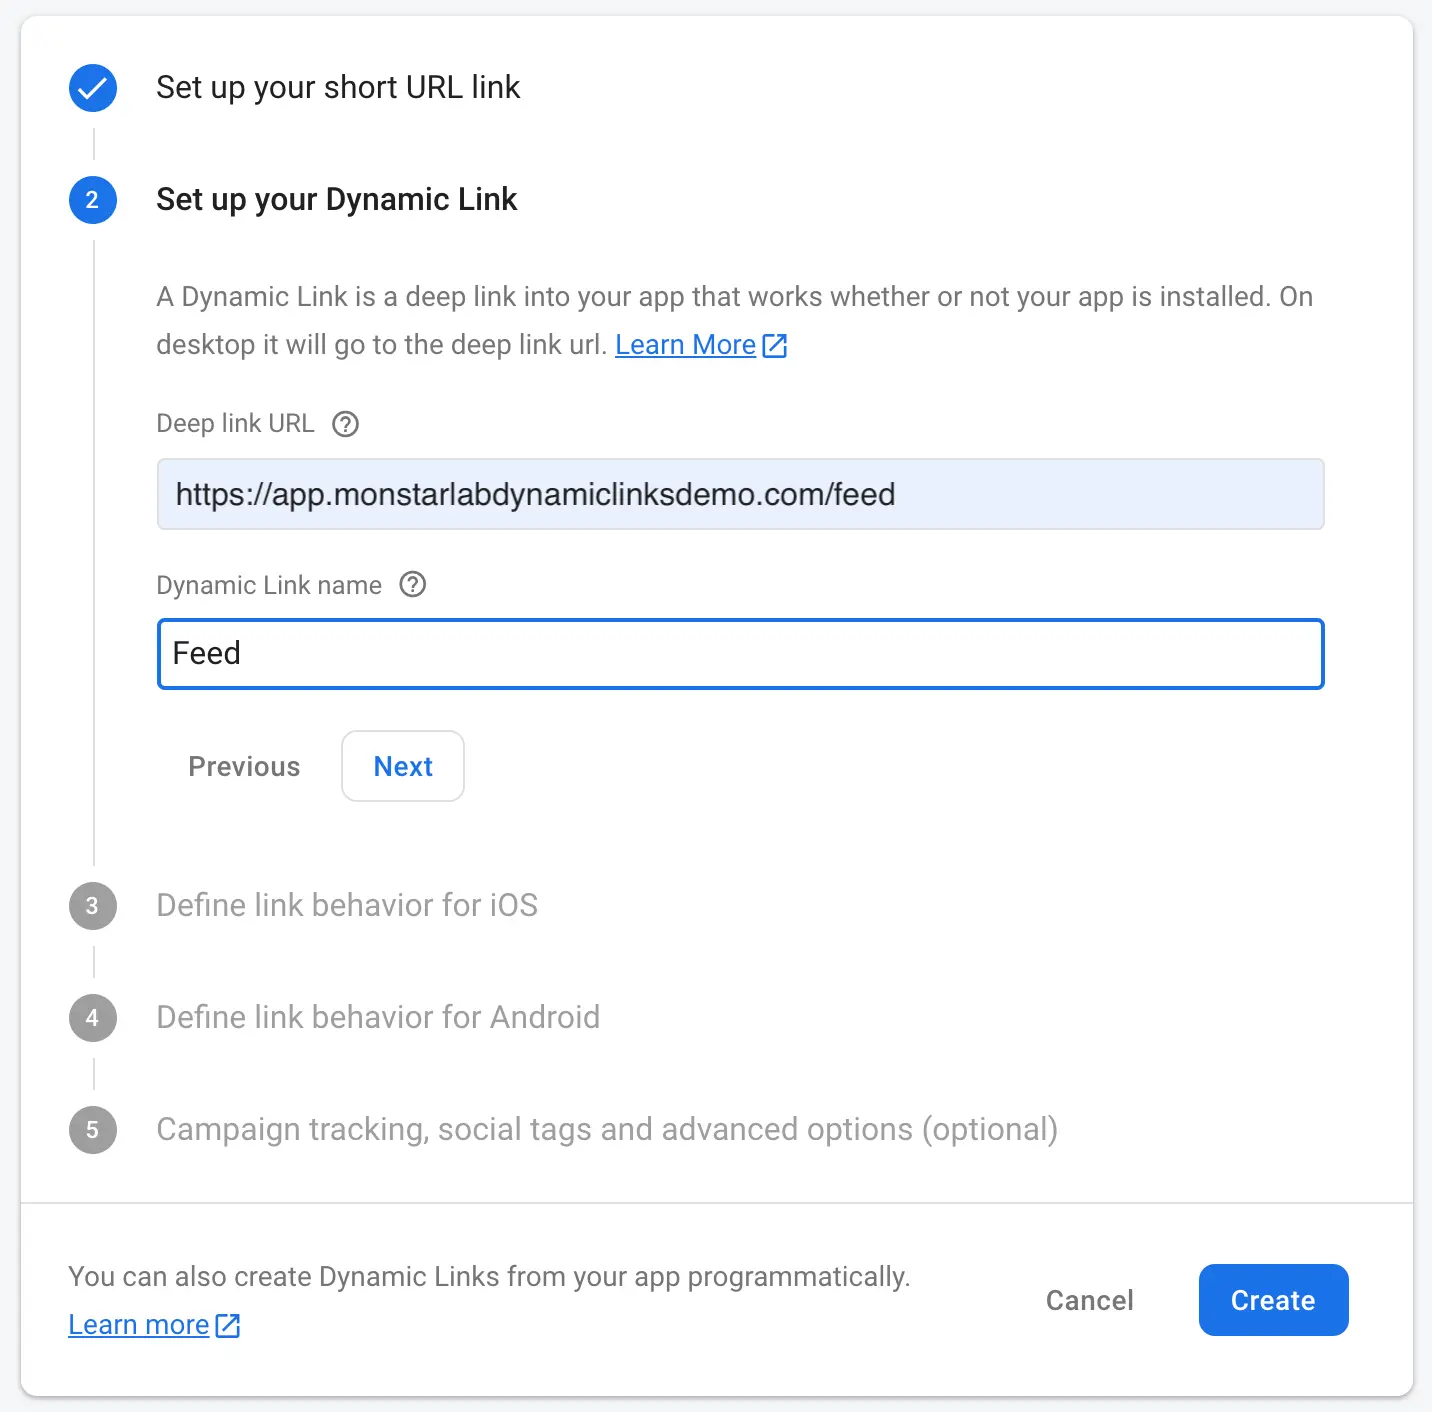 Set up your short URL link
2
Set up your Dynamic Link
A Dynamic Link is a deep link into your app that works whether or not your app is installed. On
desktop it will go to the deep link url. Learn More
Deep link URL ?
https://app.monstarlabdynamiclinksdemo.com/feed
Dynamic Link name ?
Feed
Previous Next
3 Define link behavior for iOS
4 Define link behavior for Android
5 Campaign tracking, social tags and advanced options (optional)
You can also create Dynamic Links from your app programmatically.
Learn more
Cancel Create